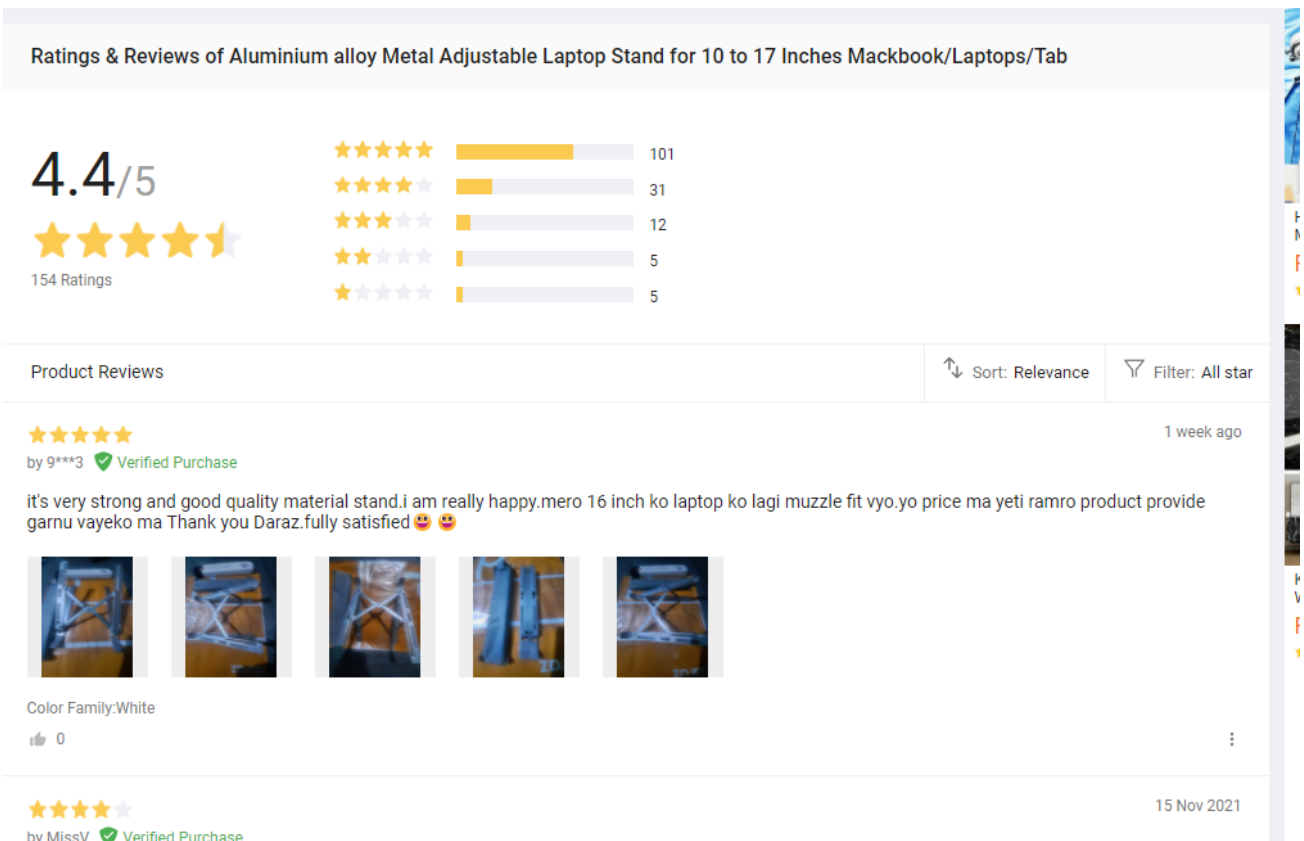 Ratings & Reviews of Aluminium alloy Metal Adjustable Laptop Stand for 10 to 17 Inches Mackbook/Laptops/Tab
4.4/5
154 Ratings
101
31
12
5
5
Product Reviews
Sort: Relevance
Filter: All star
1 week ago
by 9***3 Verified Purchase
it's very strong and good quality material stand.i am really happy.mero 16 inch ko laptop ko lagi muzzle fit vyo.yo price ma yeti ramro product provide
garnu vayeko ma Thank you Daraz.fully satisfied😃 😃
Color Family:White
0
15 Nov 2021
by MissV Verified Purchase